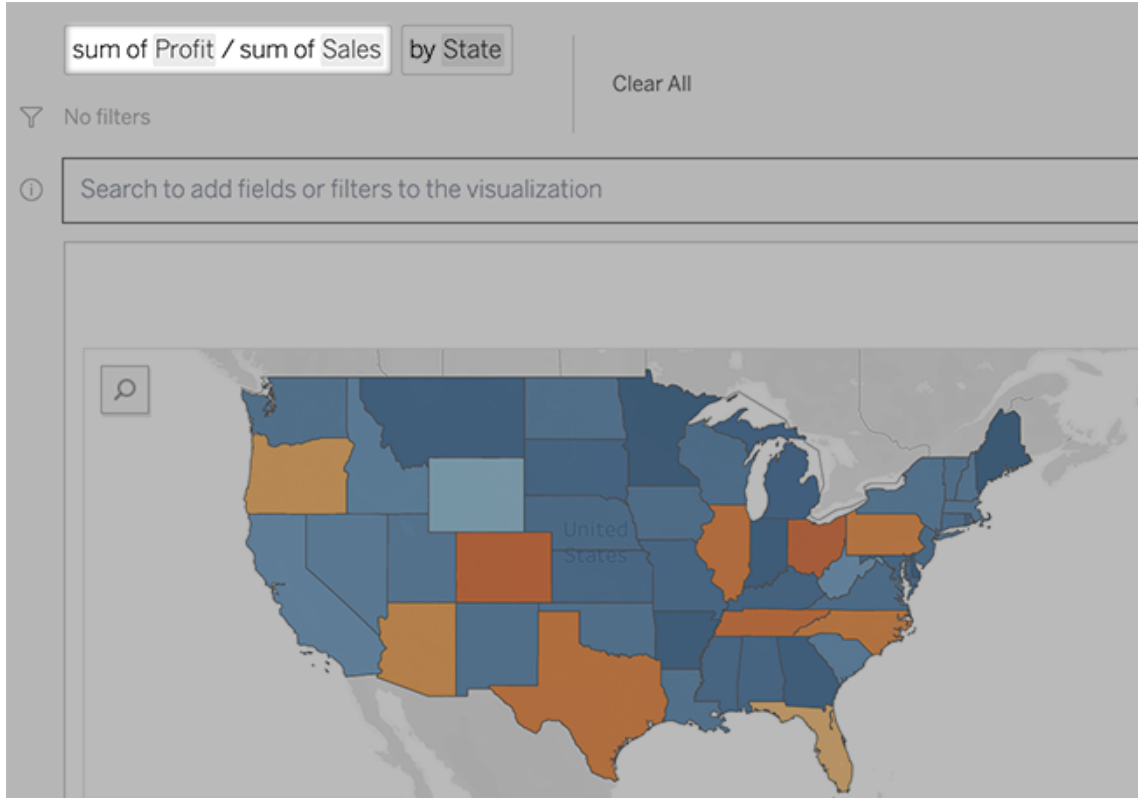 sum of Profit / sum of Sales by State
Clear All
No filters
Search to add fields or filters to the visualization
United
States